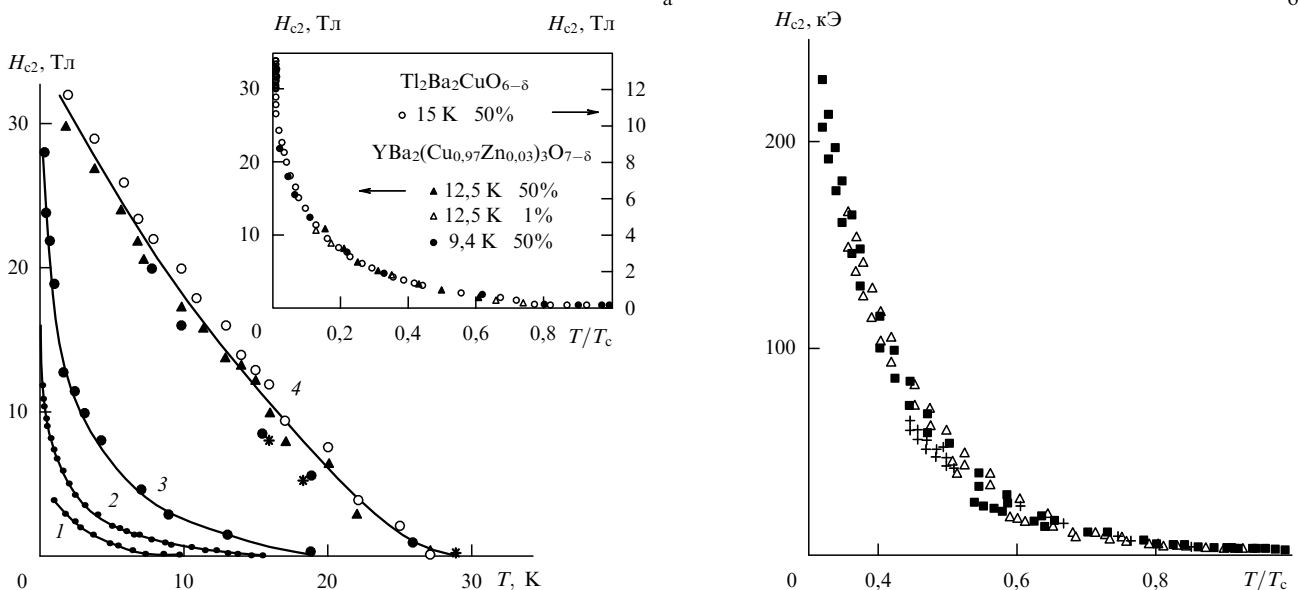 а
б
H_c2, Тл
30
20
10
0
10
20
30
T, К
1
2
3
4
H_c2, Тл
H_c2, Тл
30
20
10
0
0,2
0,4
0,6
0,8
T/T_c
12
10
8
6
4
2
0
Tl₂Ba₂CuO₆₋δ
15 К 50%
YBa₂(Cu₀,₉₇Zn₀,₀₃)₃O₇₋δ
12,5 К 50%
12,5 К 1%
9,4 К 50%
H_c2, кЭ
200
100
0
0,4
0,6
0,8
T/T_c